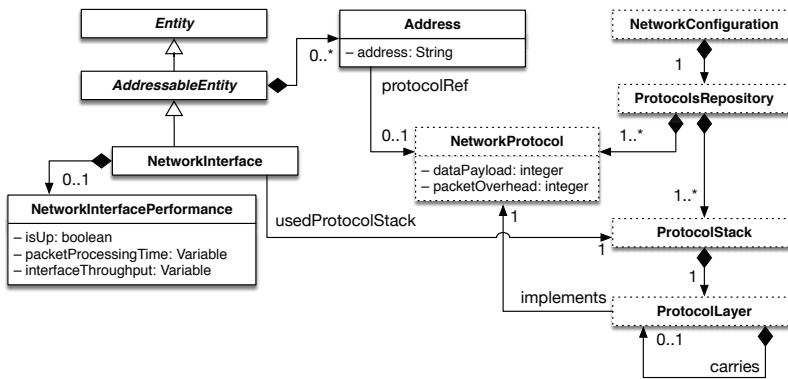 Entity
Address
NetworkConfiguration
0..*
– address: String
1
AddressableEntity
protocolRef
ProtocolsRepository
0..1
NetworkProtocol
1..*
NetworkInterface
– dataPayload: integer
– packetOverhead: integer
0..1
NetworkInterfacePerformance
1
1..*
usedProtocolStack
ProtocolStack
– isUp: boolean
1
– packetProcessingTime: Variable
– interfaceThroughput: Variable
1
implements
ProtocolLayer
0..1
carries